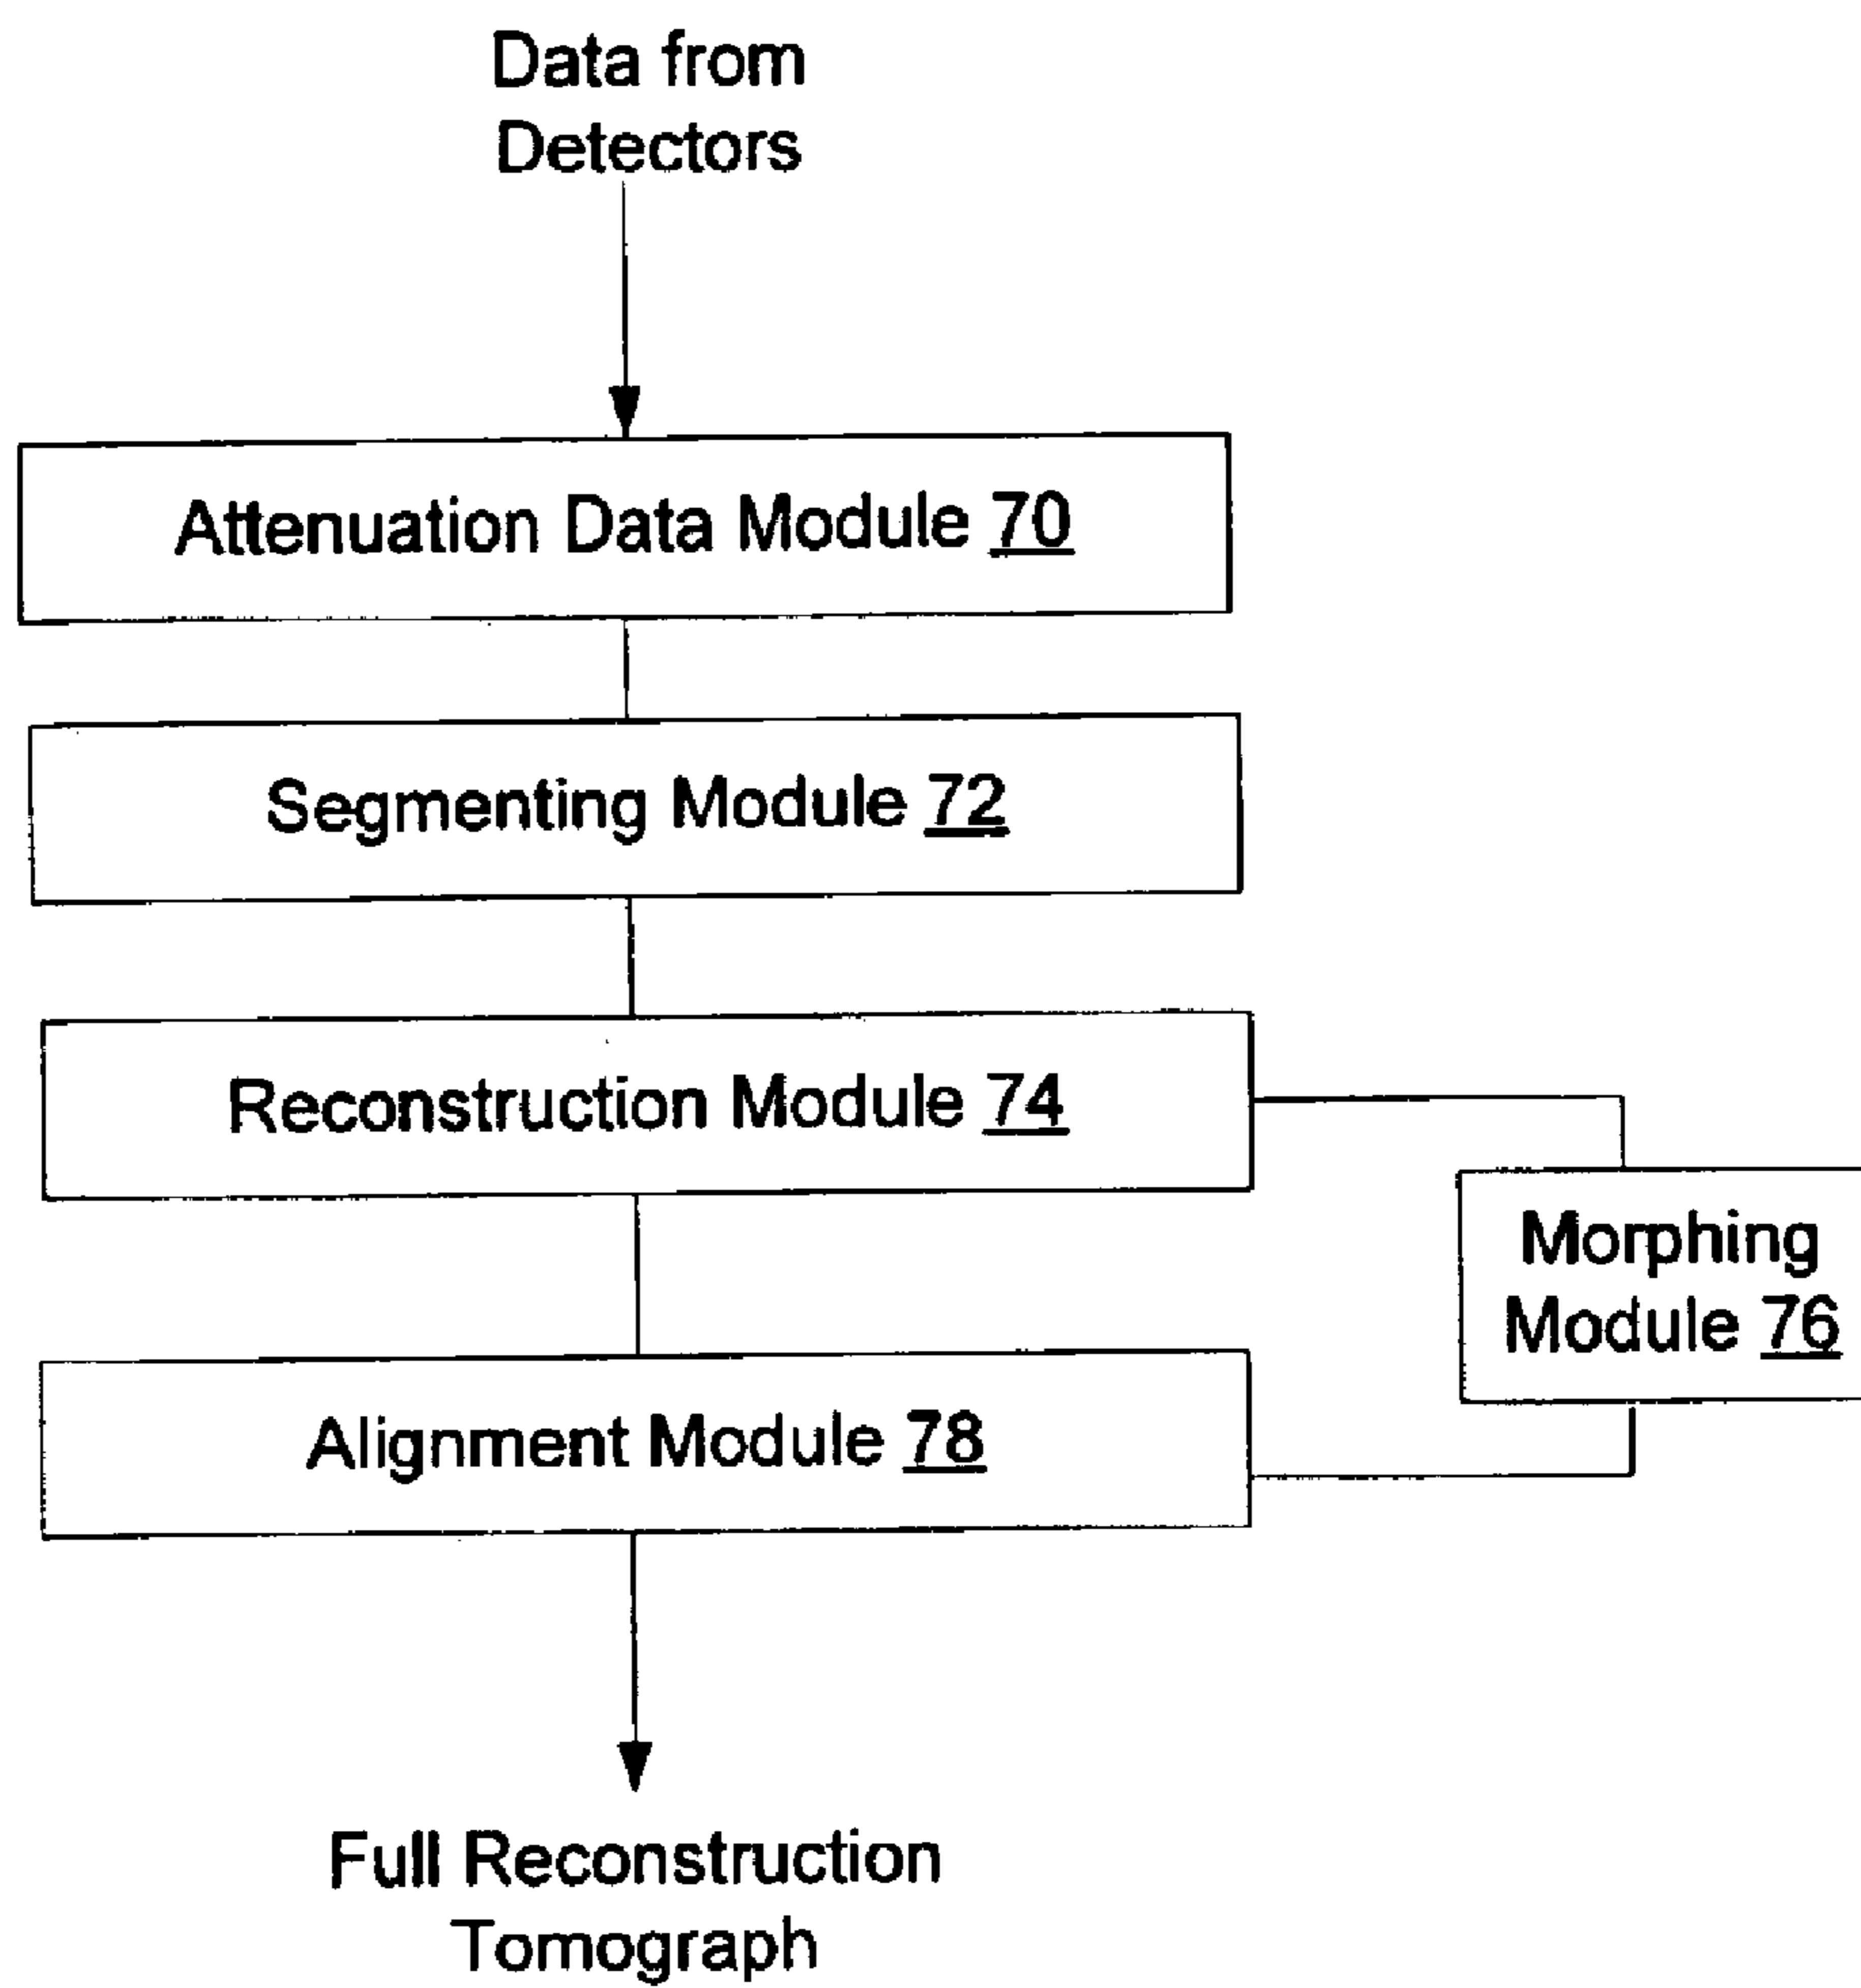 Data from
Detectors
Attenuation Data Module 70
Segmenting Module 72
Reconstruction Module 74
Morphing
Module 76
Alignment Module 78
Full Reconstruction
Tomograph